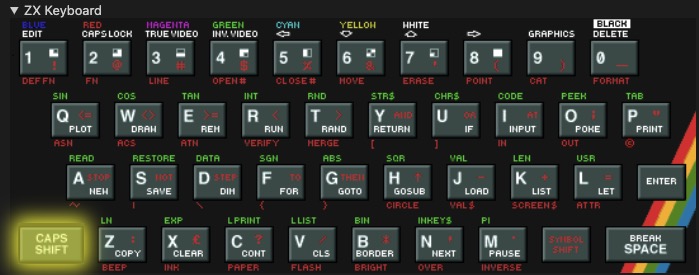 ZX Keyboard
BLUE RED MAGENTA GREEN CYAN YELLOW WHITE BLACK
EDIT CAPS LOCK TRUE VIDEO INV. VIDEO GRAPHICS DELETE
1 ! 2 @ 3 # 4 $ 5 % 6 & 7 ' 8 ( 9 ) 0 _
DEF FN FN LINE OPEN # CLOSE # MOVE ERASE POINT CAT FORMAT
SIN COS TAN INT RND STR$ CHR$ CODE PEEK TAB
Q <= W <> E >= R < T > Y AND U OR I AT O ; P "
PLOT DRAW REM RUN RAND RETURN IF INPUT POKE PRINT
ASN ACS ATN VERIFY MERGE [ ] IN OUT ©
READ RESTORE DATA SGN ABS SQR VAL LEN USR
A STOP S NOT D STEP F TO G THEN H ↑ J − K + L = ENTER
NEW SAVE DIM FOR GOTO GOSUB LOAD LIST LET
~ | \ { } CIRCLE VAL$ SCREEN$ ATTR
LN EXP LPRINT LLIST BIN INKEY$ PI
CAPS Z : X £ C ? V / B * N , M . SYMBOL BREAK
SHIFT COPY CLEAR CONT CLS BORDER NEXT PAUSE SHIFT SPACE
BEEP INK PAPER FLASH BRIGHT OVER INVERSE